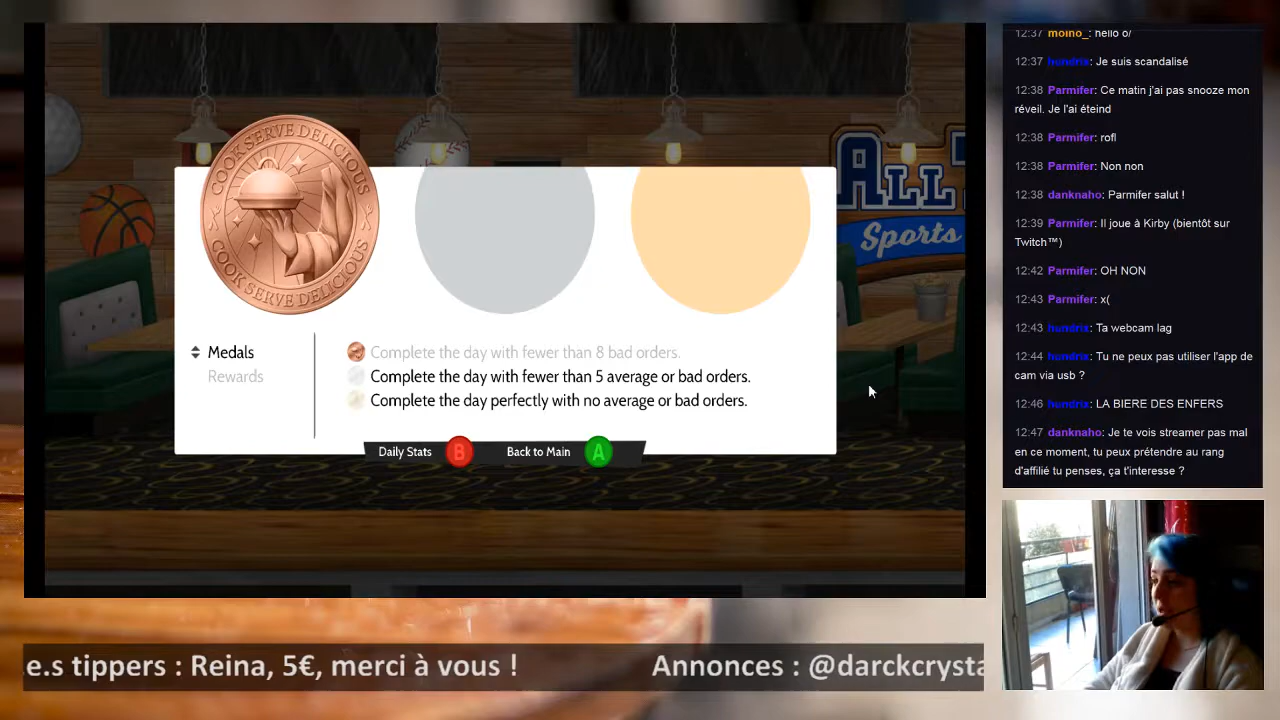 COOK SERVE DELICIOUS
COOK SERVE DELICIOUS
ALL
Sports
Medals
Rewards
Complete the day with fewer than 8 bad orders.
Complete the day with fewer than 5 average or bad orders.
Complete the day perfectly with no average or bad orders.
Daily Stats B Back to Main A
12:37 moino_: hello o/
12:37 hundrix: Je suis scandalisé
12:38 Parmifer: Ce matin j'ai pas snooze mon
réveil. Je l'ai éteind
12:38 Parmifer: rofl
12:38 Parmifer: Non non
12:38 danknaho: Parmifer salut !
12:39 Parmifer: Il joue à Kirby (bientôt sur
Twitch™)
12:42 Parmifer: OH NON
12:43 Parmifer: x(
12:43 hundrix: Ta webcam lag
12:44 hundrix: Tu ne peux pas utiliser l'app de
cam via usb ?
12:46 hundrix: LA BIERE DES ENFERS
12:47 danknaho: Je te vois streamer pas mal
en ce moment, tu peux prétendre au rang
d'affilié tu penses, ça t'interesse ?
e.s tippers : Reina, 5€, merci à vous ! Annonces : @darckcrysta